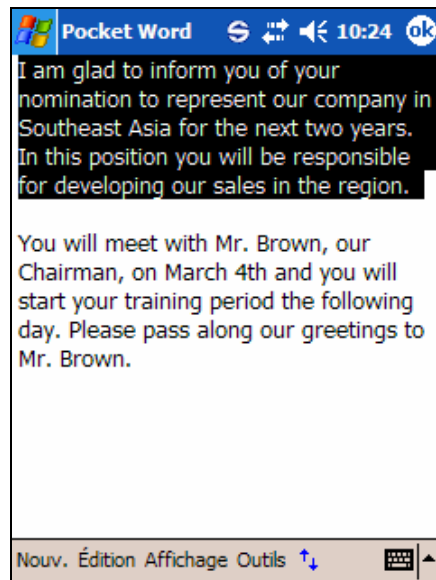 Pocket Word 10:24 ok
I am glad to inform you of your
nomination to represent our company in
Southeast Asia for the next two years.
In this position you will be responsible
for developing our sales in the region.
You will meet with Mr. Brown, our
Chairman, on March 4th and you will
start your training period the following
day. Please pass along our greetings to
Mr. Brown.
Nouv. Édition Affichage Outils